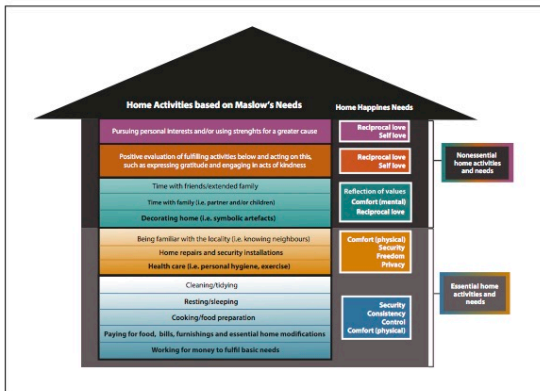 Home Activities based on Maslow's Needs
Home Happines Needs
Pursuing personal interests and/or using strenghts for a greater cause
Reciprocal love
Self love
Positive evaluation of fulfilling activities below and acting on this,
such as expressing gratitude and engaging in acts of kindness
Reciprocal love
Self love
Nonessential
home activities
and needs
Time with friends/extended family
Time with family (i.e, partner and/or children)
Decorating home (i.e. symbolic artefacts)
Reflection of values
Comfort (mental)
Reciprocal love
Being familiar with the locality (i.e. knowing neighbours)
Home repairs and security installations
Health care (i.e. personal hygiene, exercise)
Comfort (physical)
Security
Freedom
Privacy
Essential home
activities and
needs
Cleaning/tidying
Resting/sleeping
Cooking/food preparation
Paying for food, bills, furnishings and essential home modifications
Working for money to fulfil basic needs
Security
Consistency
Control
Comfort (physical)